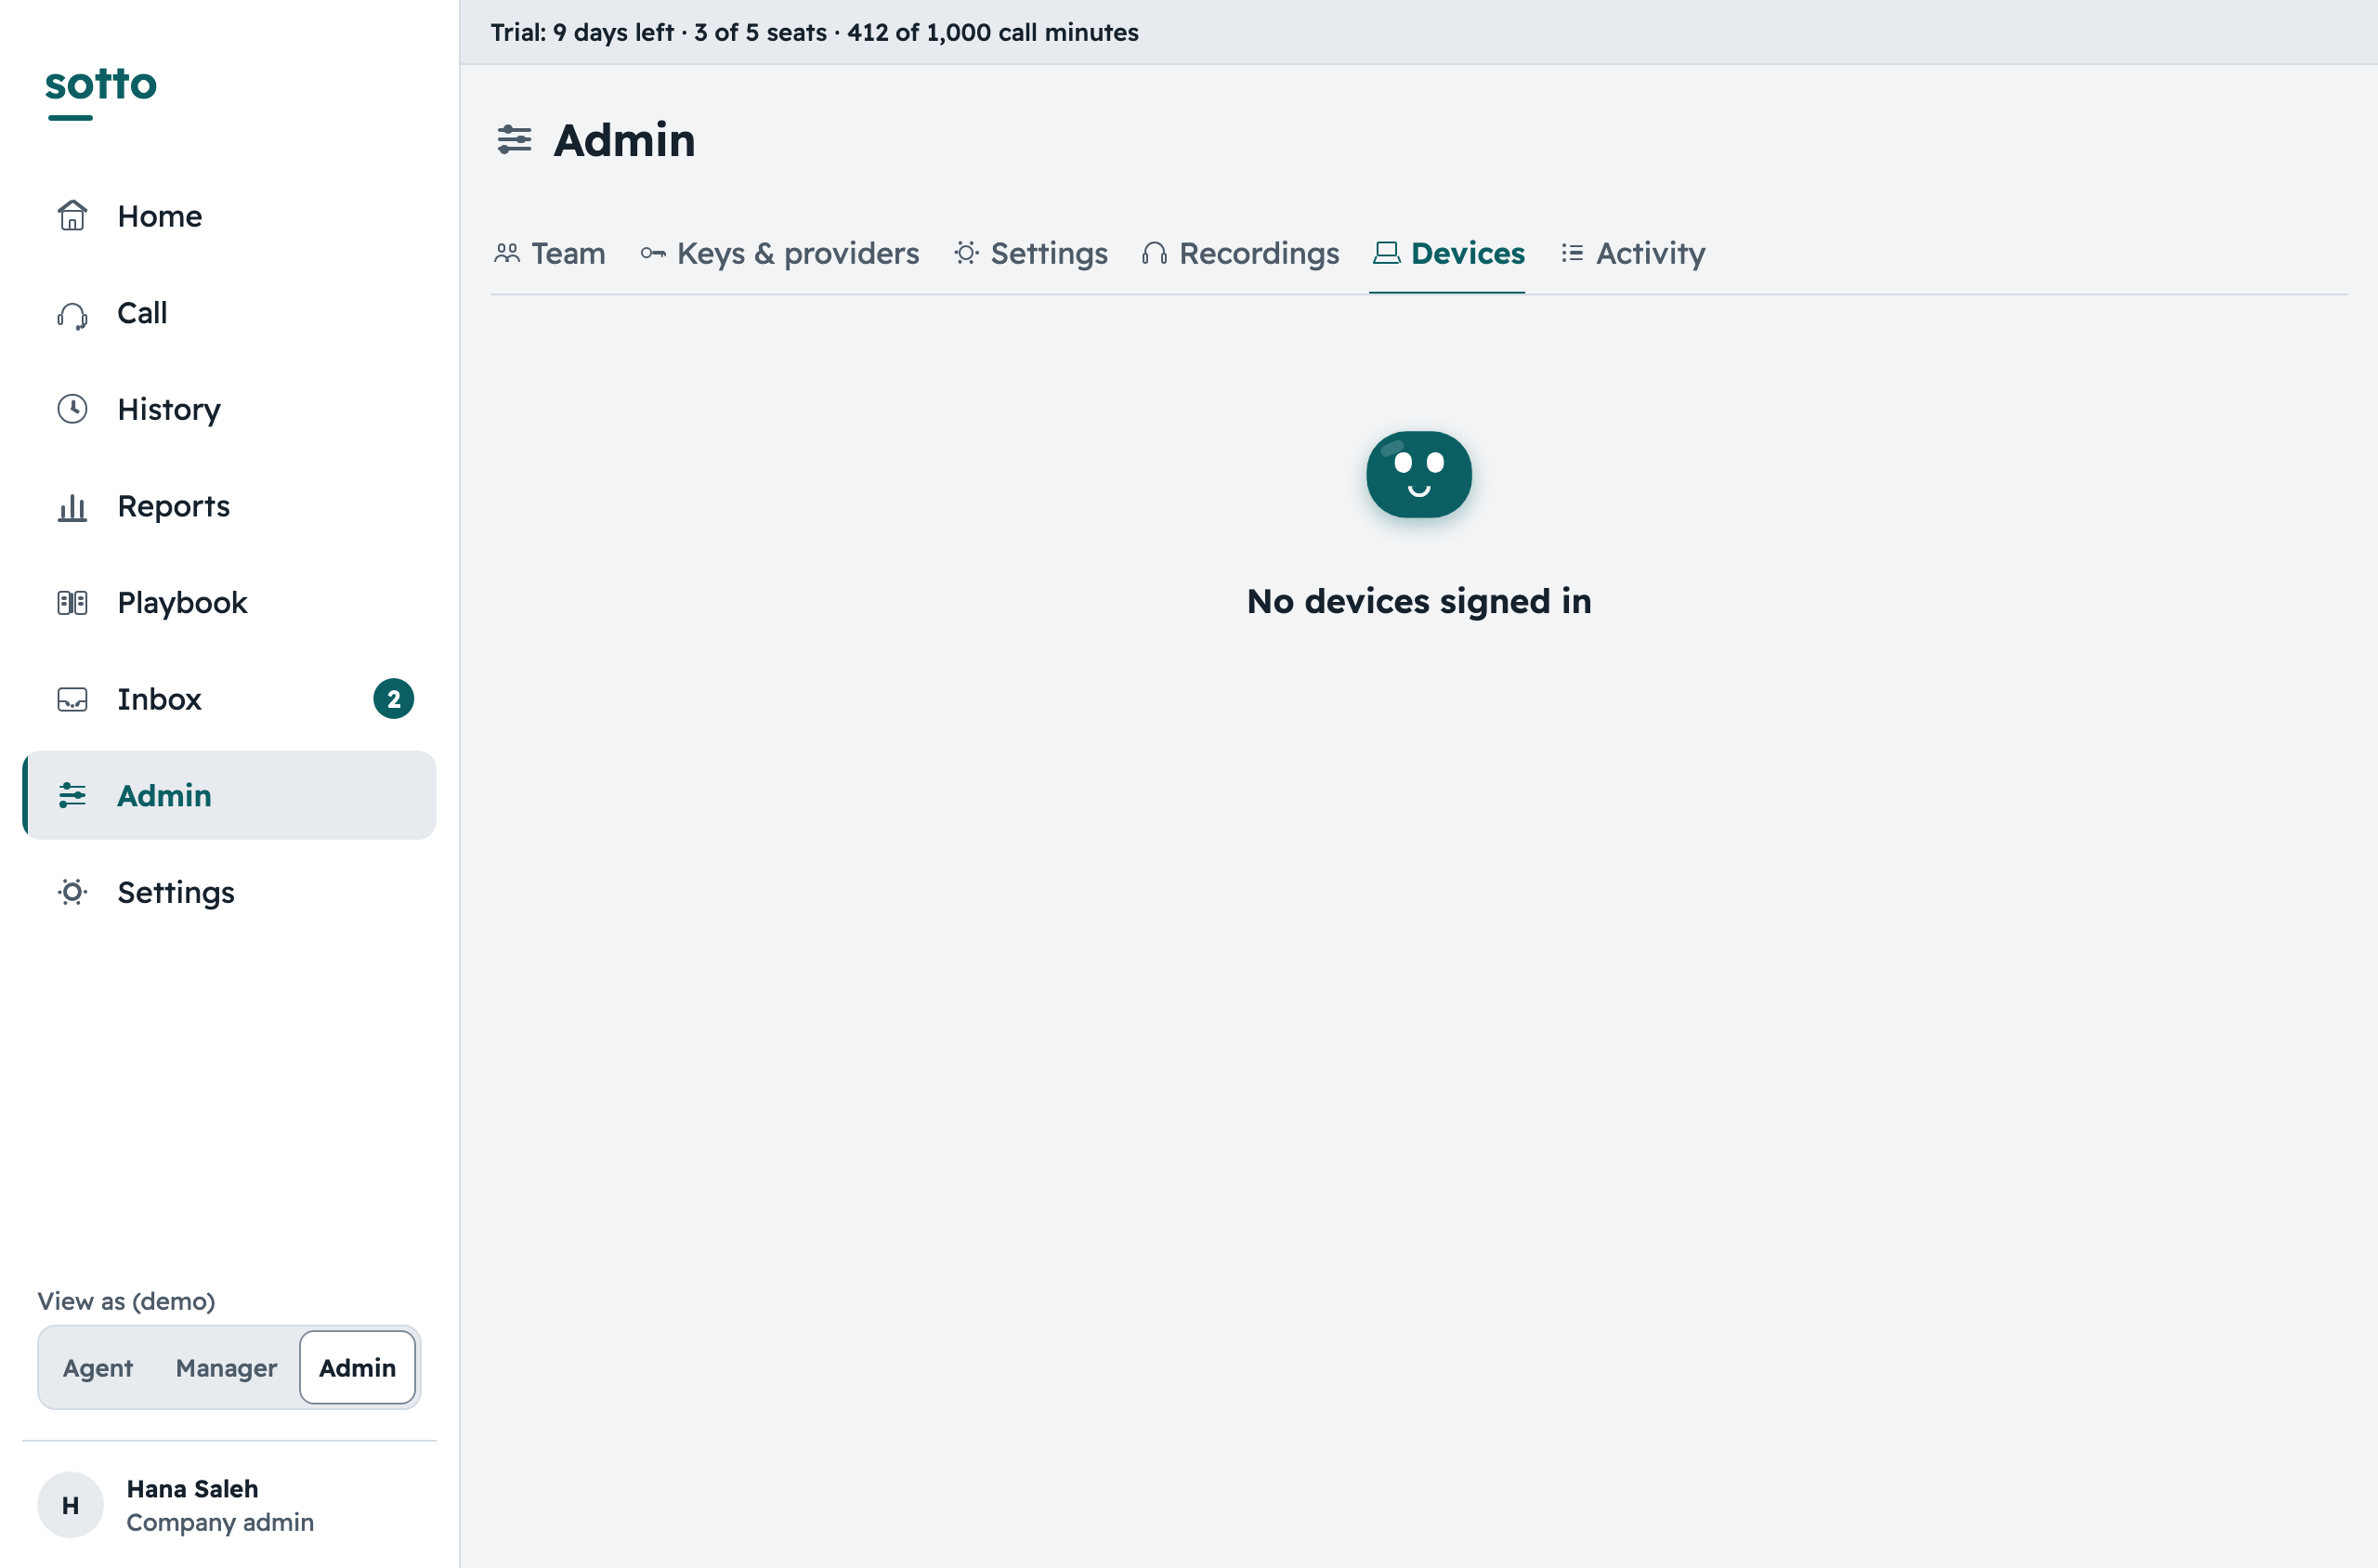 sotto
Home
Call
History
Reports
Playbook
Inbox 2
Admin
Settings
View as (demo)
Agent Manager Admin
H
Hana Saleh
Company admin
Trial: 9 days left · 3 of 5 seats · 412 of 1,000 call minutes
Admin
Team Keys & providers Settings Recordings Devices Activity
No devices signed in